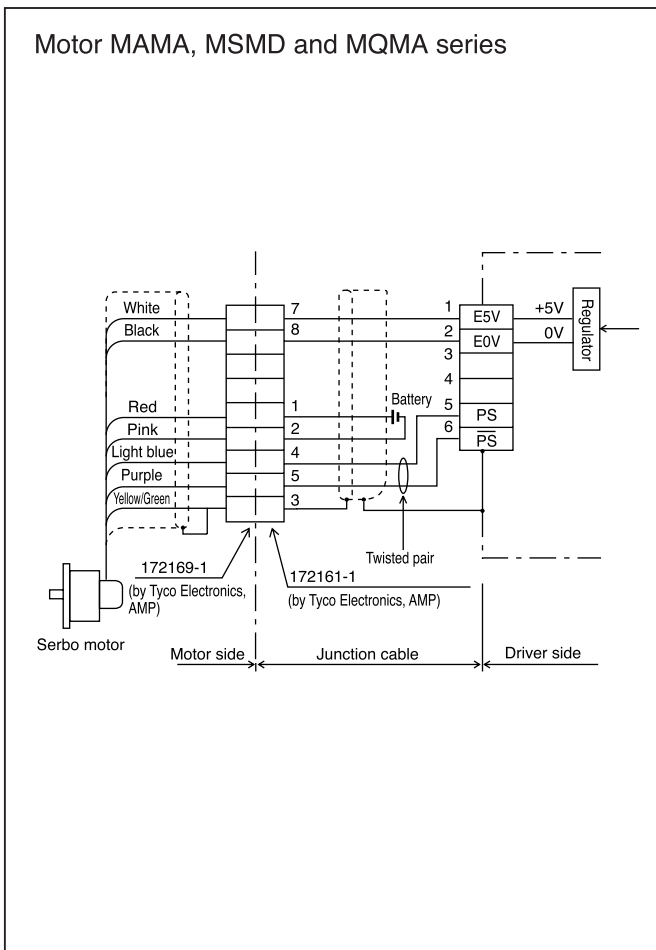 Motor MAMA, MSMD and MQMA series
White
Black
Red
Pink
Light blue
Purple
Yellow/Green
7
8
1
2
4
5
3
Battery
1
2
3
4
5
6
E5V
E0V
PS
P̅S̅
+5V
0V
Regulator
Twisted pair
172169-1
(by Tyco Electronics,
AMP)
172161-1
(by Tyco Electronics, AMP)
Serbo motor
Motor side
Junction cable
Driver side